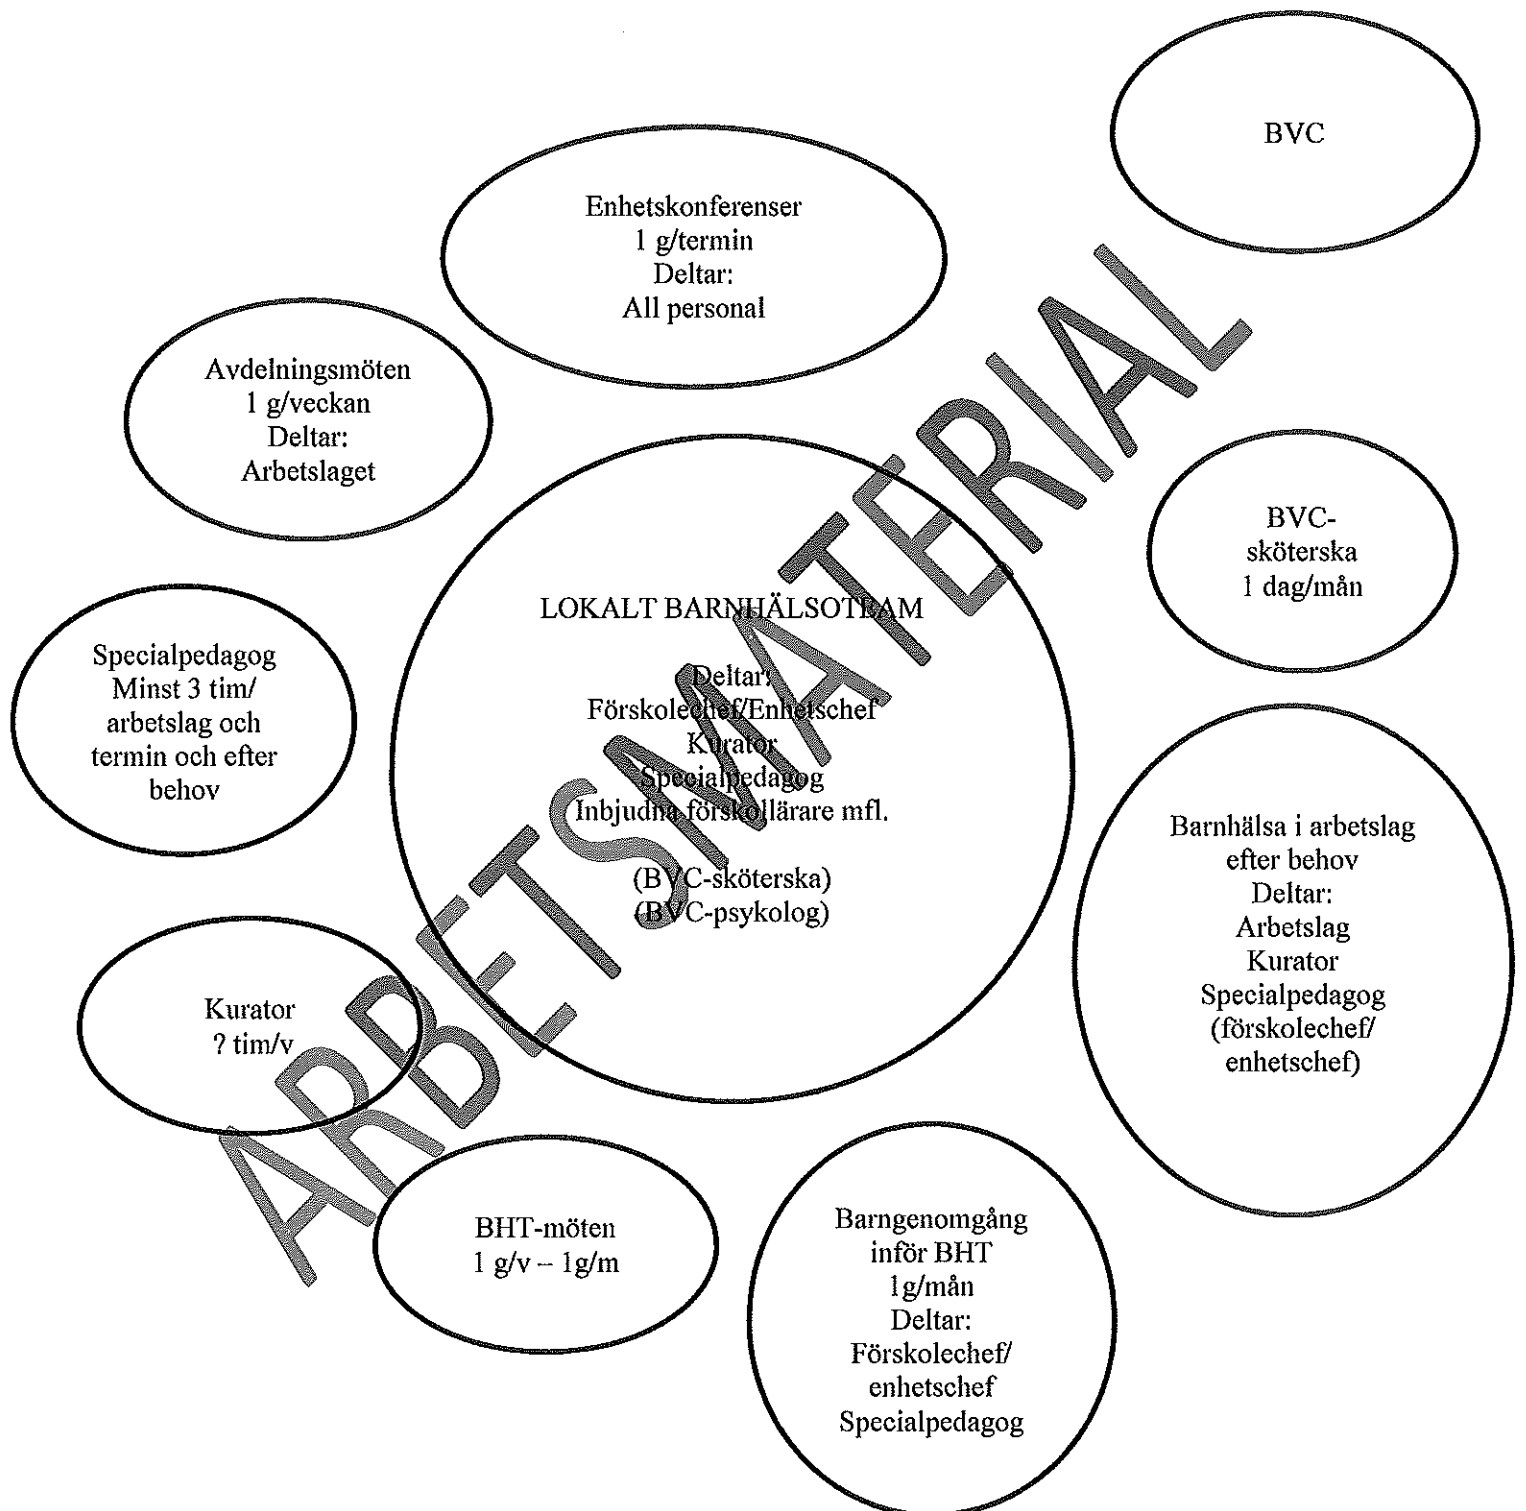 BVC
Enhetskonferenser
1 g/termin
Deltar:
All personal
Avdelningsmöten
1 g/veckan
Deltar:
Arbetslaget
BVC-
sköterska
1 dag/mån
LOKALT BARNHÄLSOTEAM
Deltar:
Förskolechef/Enhetschef
Kurator
Specialpedagog
Inbjudna förskollärare mfl.
(BVC-sköterska)
(BVC-psykolog)
Specialpedagog
Minst 3 tim/
arbetslag och
termin och efter
behov
Barnhälsa i arbetslag
efter behov
Deltar:
Arbetslag
Kurator
Specialpedagog
(förskolechef/
enhetschef)
Kurator
? tim/v
BHT-möten
1 g/v – 1g/m
Barngenomgång
inför BHT
1g/mån
Deltar:
Förskolechef/
enhetschef
Specialpedagog
ARBETSMATERIAL